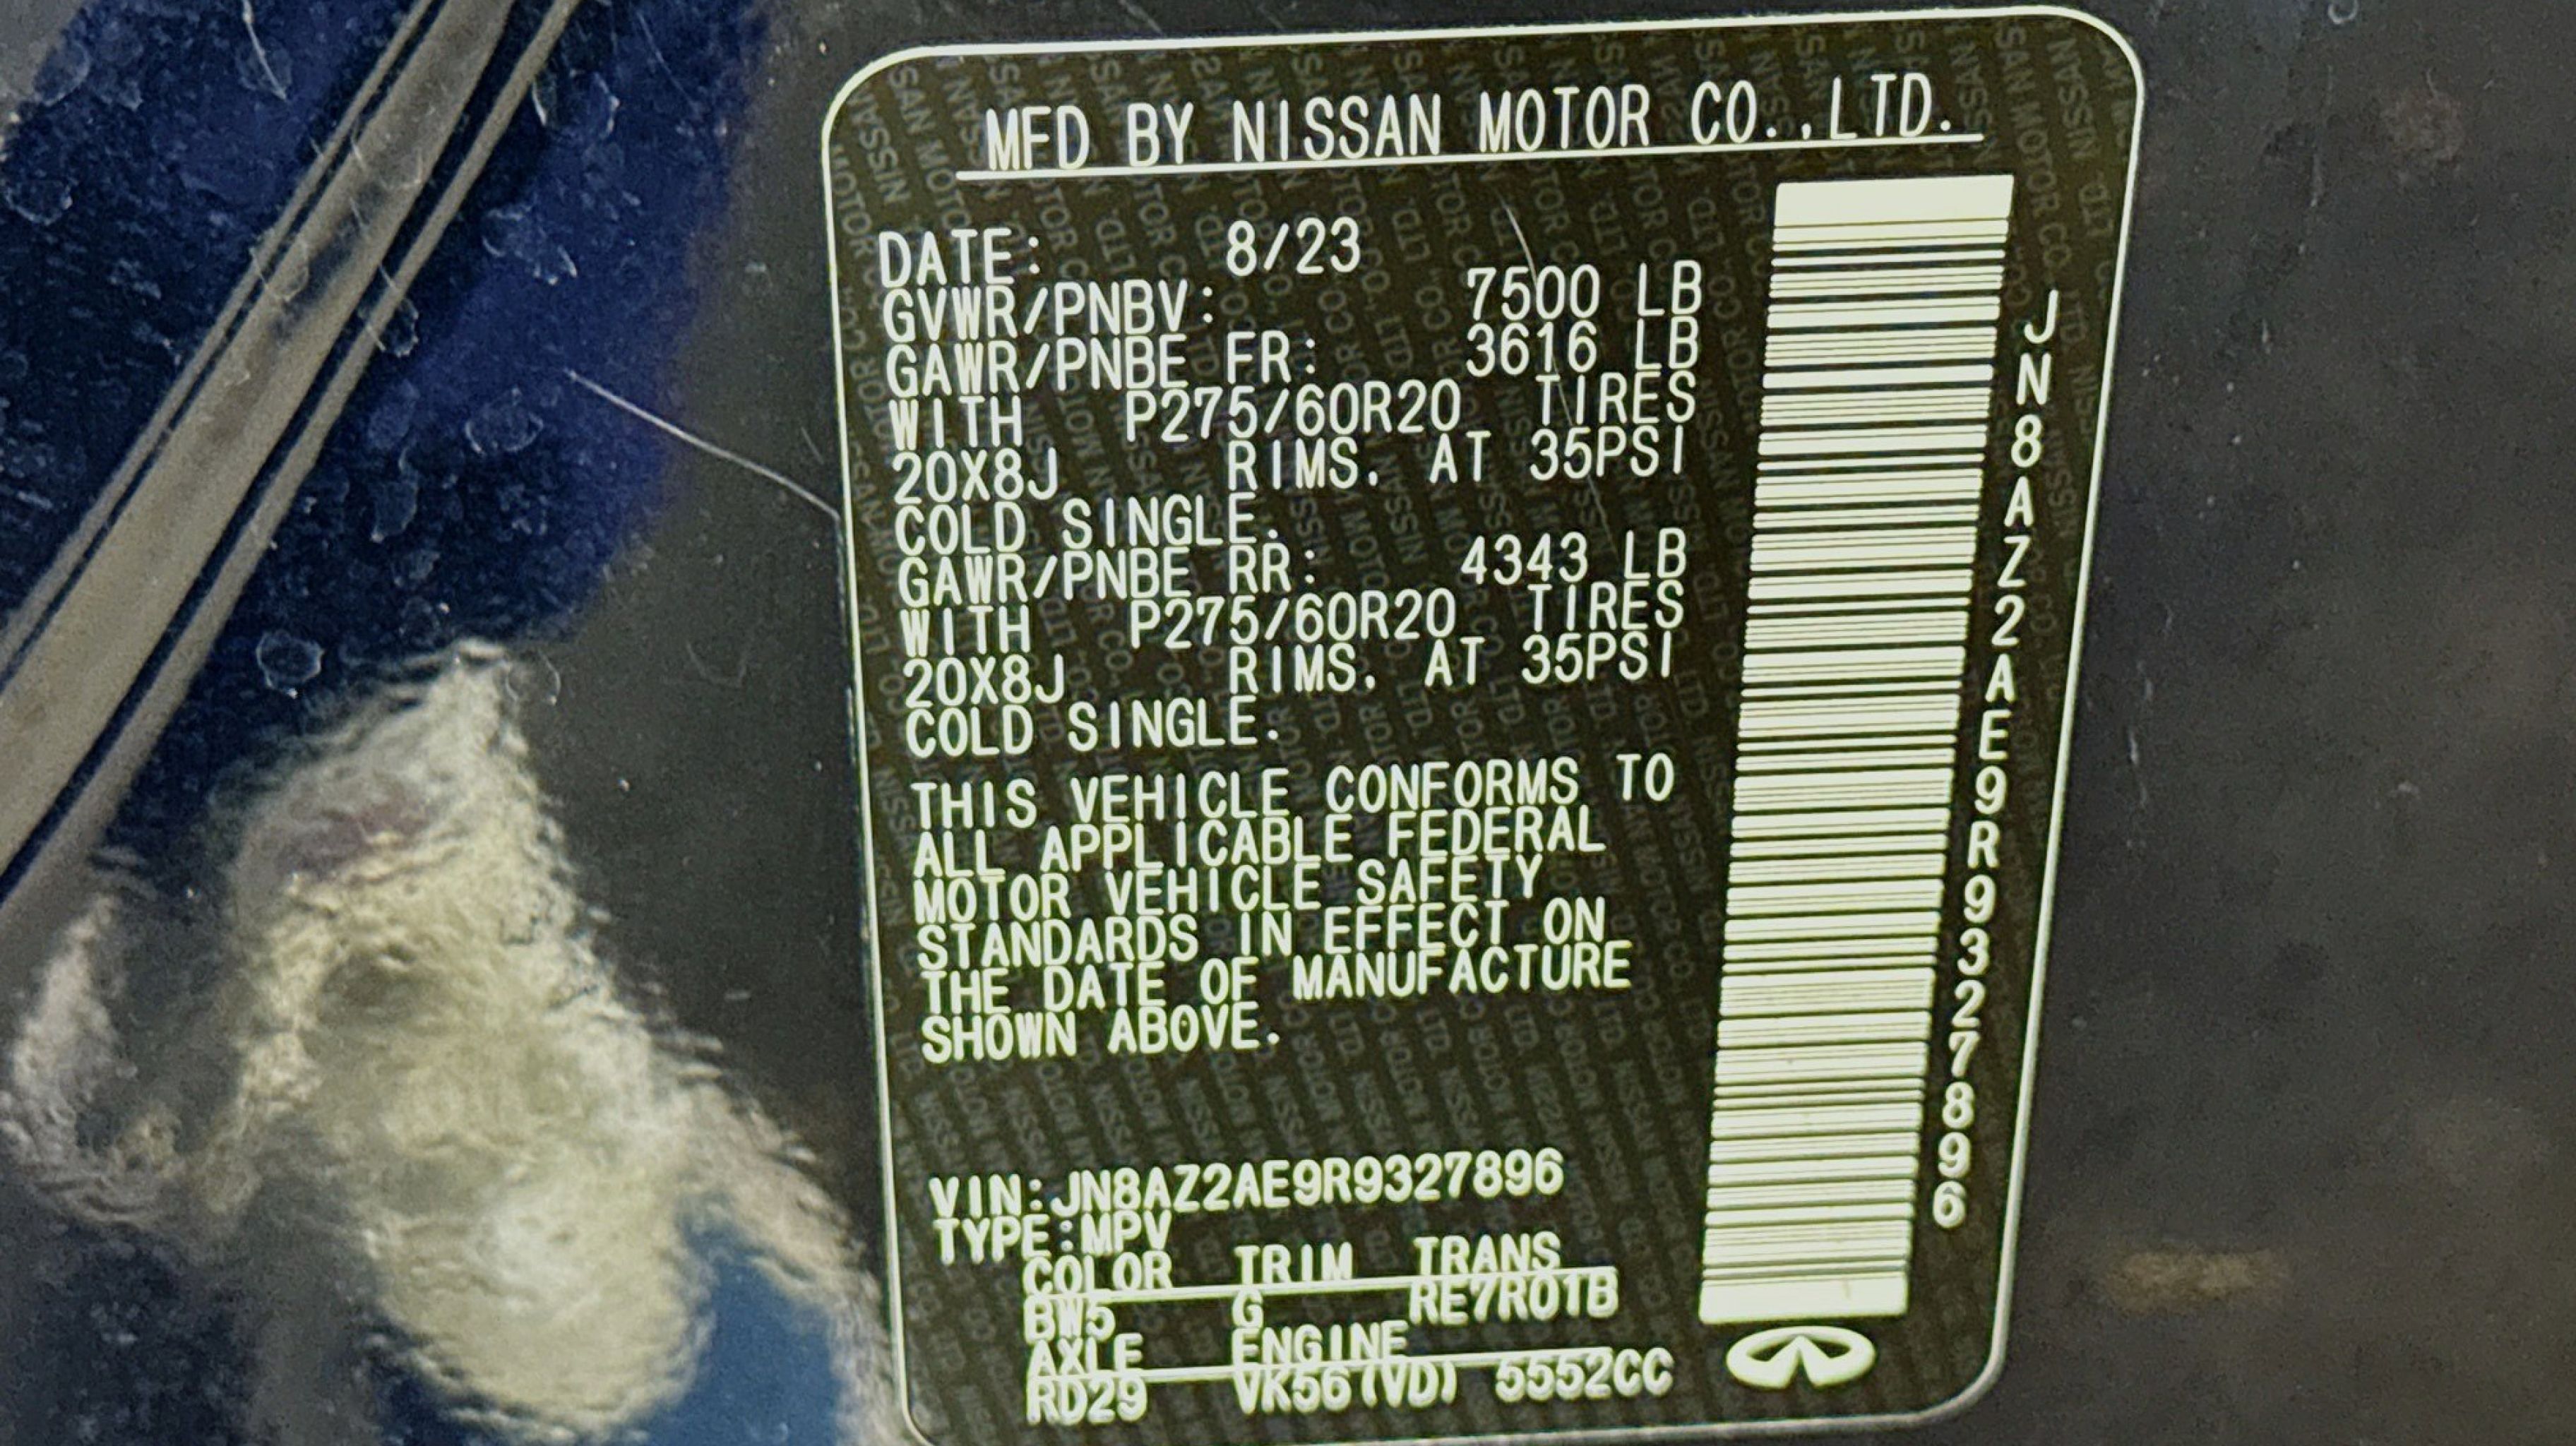 MFD BY NISSAN MOTOR CO.,LTD.
DATE: 8/23
GVWR/PNBV: 7500 LB
GAWR/PNBE FR: 3616 LB
WITH P275/60R20 TIRES
20X8J RIMS. AT 35PSI
COLD SINGLE.
GAWR/PNBE RR: 4343 LB
WITH P275/60R20 TIRES
20X8J RIMS. AT 35PSI
COLD SINGLE.
THIS VEHICLE CONFORMS TO
ALL APPLICABLE FEDERAL
MOTOR VEHICLE SAFETY
STANDARDS IN EFFECT ON
THE DATE OF MANUFACTURE
SHOWN ABOVE.
VIN:JN8AZ2AE9R9327896
TYPE:MPV
COLOR TRIM TRANS
BW5 G RE7R01B
AXLE ENGINE
RD29 VK56(VD) 5552CC
JN8AZ2AE9R9327896